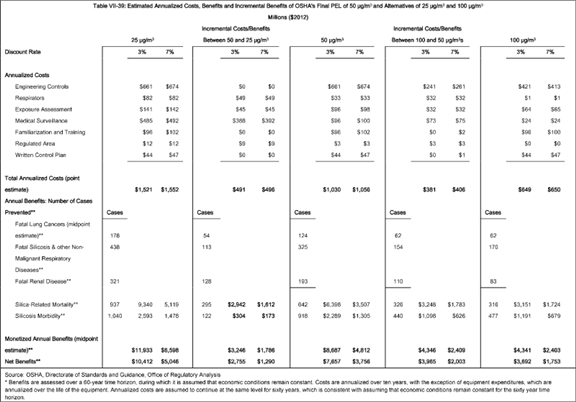 Table VII-39: Estimated Annualized Costs, Benefits and Incremental Benefits of OSHA's Final PEL of 50 μg/m³ and Alternatives of 25 μg/m³ and 100 μg/m³
Millions ($2012)
Incremental Costs/Benefits Incremental Costs/Benefits
25 μg/m³ Between 50 and 25 μg/m³ 50 μg/m³ Between 100 and 50 μg/m³s 100 μg/m³
Discount Rate 3% 7% 3% 7% 3% 7% 3% 7% 3% 7%
Annualized Costs
Engineering Controls $661 $674 $0 $0 $661 $674 $241 $261 $421 $413
Respirators $82 $82 $49 $49 $33 $33 $32 $32 $1 $1
Exposure Assessment $141 $142 $45 $45 $96 $98 $32 $32 $64 $65
Medical Surveillance $485 $492 $388 $392 $96 $100 $73 $75 $24 $24
Familiarization and Training $96 $102 $0 $0 $96 $102 $0 $2 $96 $100
Regulated Area $12 $12 $9 $9 $3 $3 $3 $3 $0 $0
Written Control Plan $44 $47 $0 $0 $44 $47 $0 $1 $44 $47
Total Annualized Costs (point
estimate) $1,521 $1,552 $491 $496 $1,030 $1,056 $381 $406 $649 $650
Annual Benefits: Number of Cases
Prevented** Cases Cases Cases Cases Cases
Fatal Lung Cancers (midpoint
estimate)** 178 54 124 62 62
Fatal Silicosis & other Non- 438 113 325 154 170
Malignant Respiratory
Diseases**
Fatal Renal Disease** 321 128 193 110 83
Silica-Related Mortality** 937 9,340 5,119 295 $2,942 $1,612 642 $6,398 $3,507 326 $3,248 $1,783 316 $3,151 $1,724
Silicosis Morbidity** 1,040 2,593 1,478 122 $304 $173 918 $2,289 $1,305 440 $1,098 $626 477 $1,191 $679
Monetized Annual Benefits (midpoint
estimate)** $11,933 $6,598 $3,246 $1,786 $8,687 $4,812 $4,346 $2,409 $4,341 $2,403
Net Benefits** $10,412 $5,046 $2,755 $1,290 $7,657 $3,756 $3,965 $2,003 $3,692 $1,753
Source: OSHA, Directorate of Standards and Guidance, Office of Regulatory Analysis
* Benefits are assessed over a 60-year time horizon, during which it is assumed that economic conditions remain constant. Costs are annualized over ten years, with the exception of equipment expenditures, which are
annualized over the life of the equipment. Annualized costs are assumed to continue at the same level for sixty years, which is consistent with assuming that economic conditions remain constant for the sixty year time
horizon.